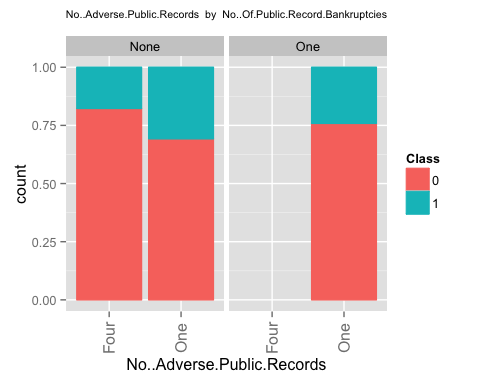 No..Adverse.Public.Records by No..Of.Public.Record.Bankruptcies
None One
1.00
0.75
0.50
0.25
0.00
count
Four One Four One
No..Adverse.Public.Records
Class
0
1